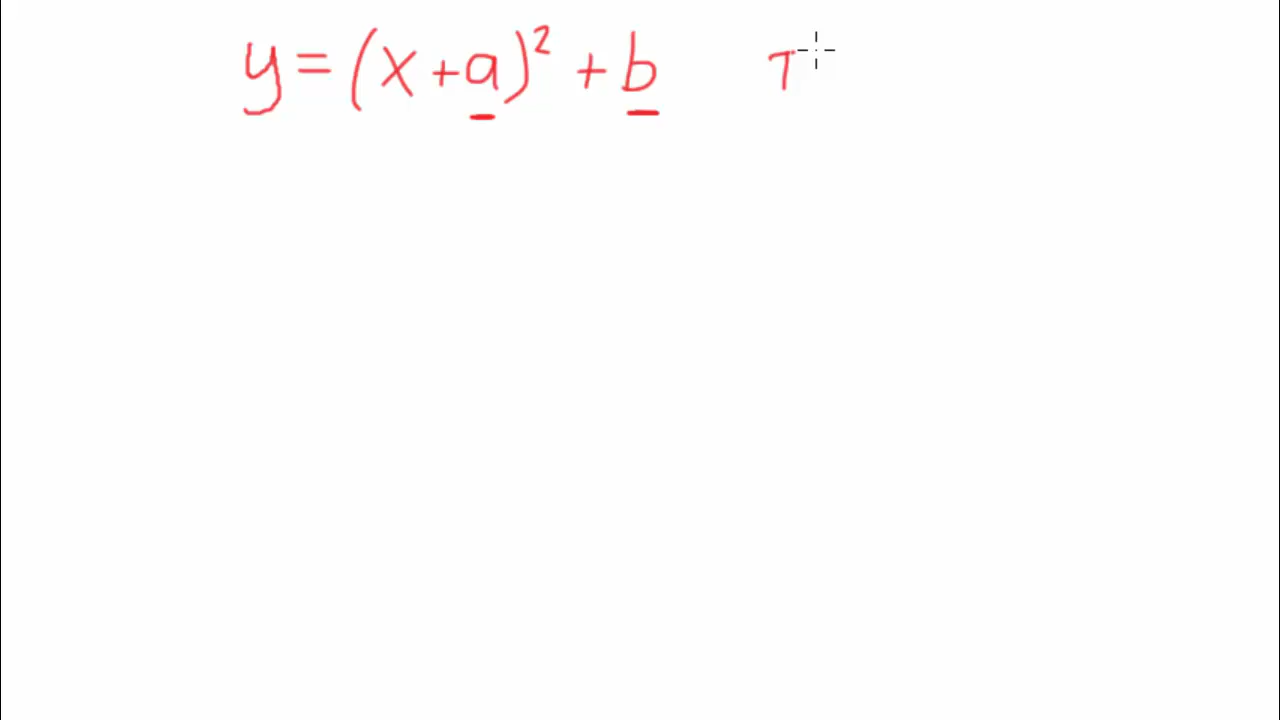 y = (x + a)² + b T